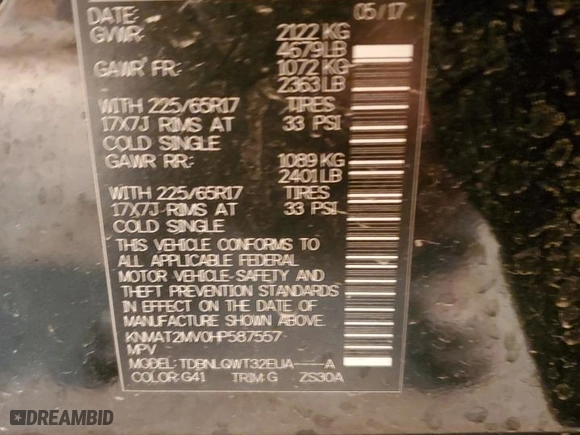 DATE: 05/17
GVWR: 2122 KG
4679 LB
GAWR FR: 1072 KG
2363 LB
WITH 225/65R17 TIRES
17X7J RIMS AT 33 PSI
COLD SINGLE
GAWR RR: 1089 KG
2401 LB
WITH 225/65R17 TIRES
17X7J RIMS AT 33 PSI
COLD SINGLE
THIS VEHICLE CONFORMS TO
ALL APPLICABLE FEDERAL
MOTOR VEHICLE-SAFETY AND
THEFT PREVENTION STANDARDS
IN EFFECT ON THE DATE OF
MANUFACTURE SHOWN ABOVE.
KNMAT2MV0HP587557
MPV
MODEL: TDBNLQWT32EUA----A
COLOR: G41 TRIM: G ZS30A
DREAMBID